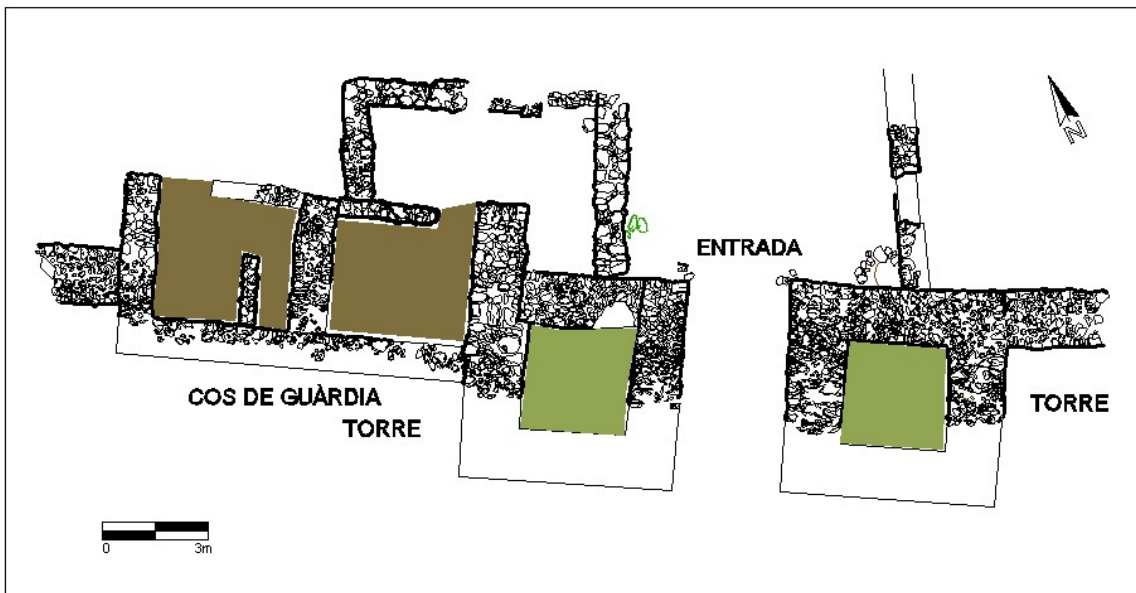 N
ENTRADA
COS DE GUÀRDIA
TORRE
TORRE
0 3m